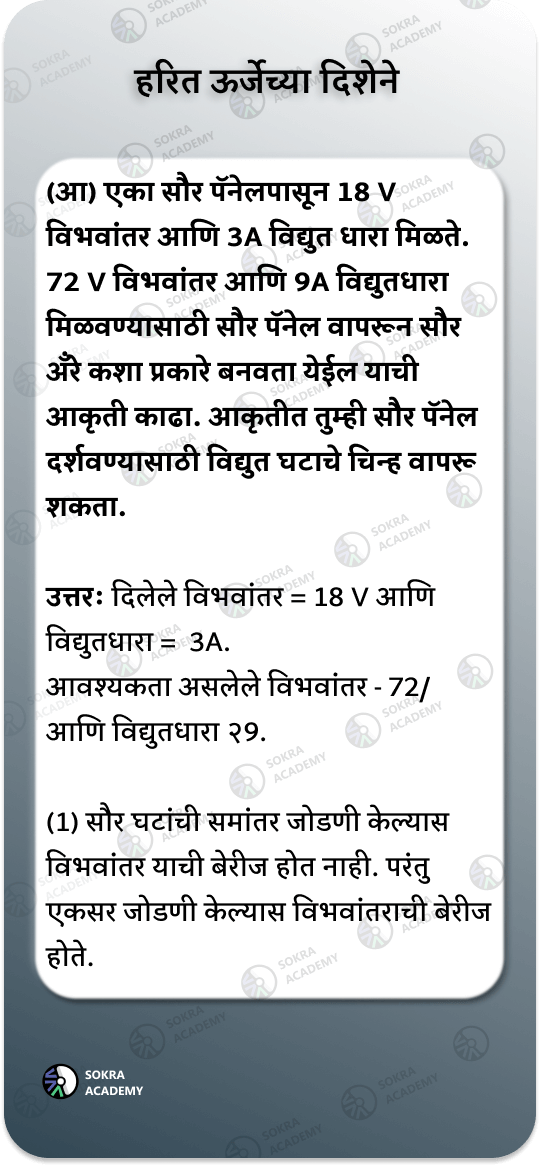 हरित ऊर्जेच्या दिशेने
(आ) एका सौर पॅनेलपासून 18 V
विभवांतर आणि 3A विद्युत धारा मिळते.
72 V विभवांतर आणि 9A विद्युतधारा
मिळवण्यासाठी सौर पॅनेल वापरून सौर
अ‍ॅरे कशा प्रकारे बनवता येईल याची
आकृती काढा. आकृतीत तुम्ही सौर पॅनेल
दर्शवण्यासाठी विद्युत घटाचे चिन्ह वापरू
शकता.
उत्तरः दिलेले विभवांतर = 18 V आणि
विद्युतधारा = 3A.
आवश्यकता असलेले विभवांतर - 72/
आणि विद्युतधारा २9.
(1) सौर घटांची समांतर जोडणी केल्यास
विभवांतर याची बेरीज होत नाही. परंतु
एकसर जोडणी केल्यास विभवांतराची बेरीज
होते.
SOKRA
ACADEMY